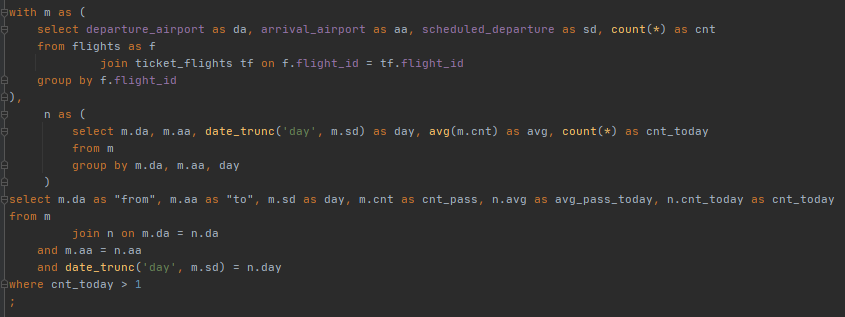 with m as (
    select departure_airport as da, arrival_airport as aa, scheduled_departure as sd, count(*) as cnt
    from flights as f
             join ticket_flights tf on f.flight_id = tf.flight_id
    group by f.flight_id
),
     n as (
         select m.da, m.aa, date_trunc('day', m.sd) as day, avg(m.cnt) as avg, count(*) as cnt_today
         from m
         group by m.da, m.aa, day
     )
select m.da as "from", m.aa as "to", m.sd as day, m.cnt as cnt_pass, n.avg as avg_pass_today, n.cnt_today as cnt_today
from m
         join n on m.da = n.da
    and m.aa = n.aa
    and date_trunc('day', m.sd) = n.day
where cnt_today > 1
;